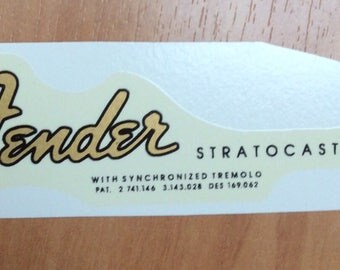 Fender STRATOCAST
WITH SYNCHRONIZED TREMOLO
PAT. 2 741.146 3.143.028 DES 169.062